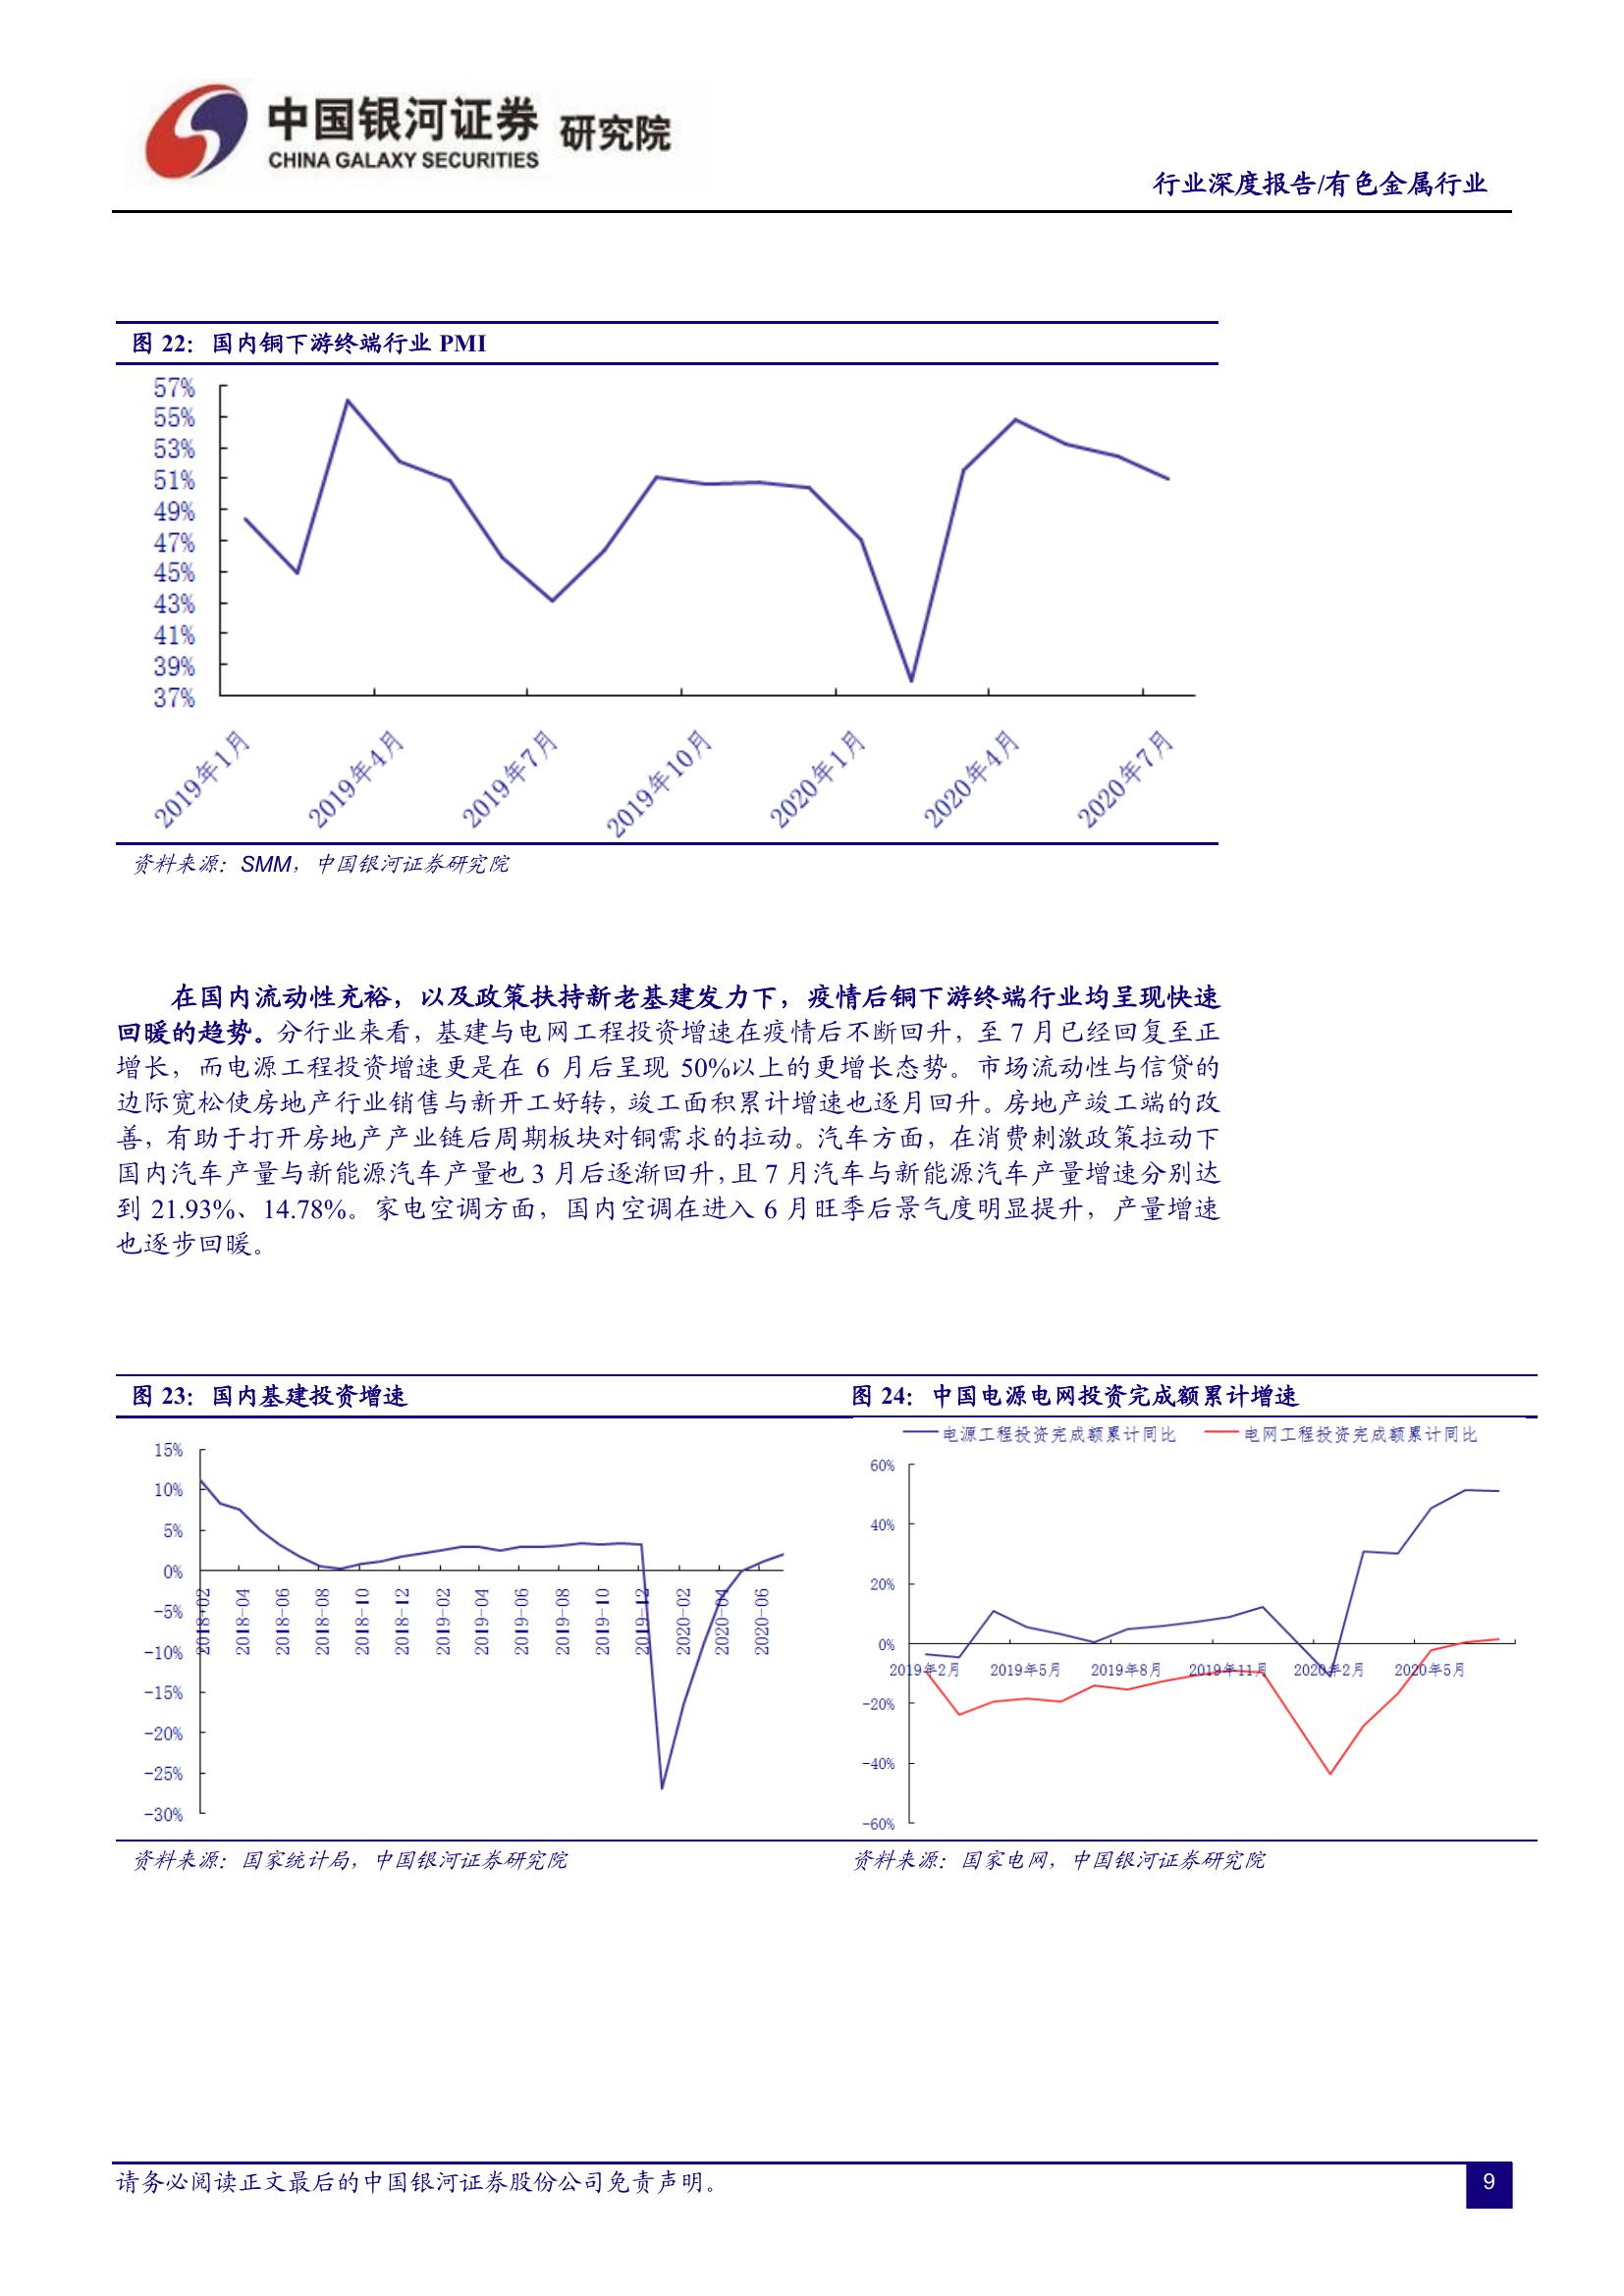 中国银河证券 研究院
CHINA GALAXY SECURITIES
行业深度报告/有色金属行业
图 22：国内铜下游终端行业 PMI
57%
55%
53%
51%
49%
47%
45%
43%
41%
39%
37%
2019年1月
2019年4月
2019年7月
2019年10月
2020年1月
2020年4月
2020年7月
资料来源：SMM，中国银河证券研究院
在国内流动性充裕，以及政策扶持新老基建发力下，疫情后铜下游终端行业均呈现快速
回暖的趋势。分行业来看，基建与电网工程投资增速在疫情后不断回升，至 7 月已经回复至正
增长，而电源工程投资增速更是在 6 月后呈现 50%以上的更增长态势。市场流动性与信贷的
边际宽松使房地产行业销售与新开工好转，竣工面积累计增速也逐月回升。房地产竣工端的改
善，有助于打开房地产产业链后周期板块对铜需求的拉动。汽车方面，在消费刺激政策拉动下
国内汽车产量与新能源汽车产量也 3 月后逐渐回升，且 7 月汽车与新能源汽车产量增速分别达
到 21.93%、14.78%。家电空调方面，国内空调在进入 6 月旺季后景气度明显提升，产量增速
也逐步回暖。
图 23：国内基建投资增速
15%
10%
5%
0%
-5%
-10%
-15%
-20%
-25%
-30%
2018-02
2018-04
2018-06
2018-08
2018-10
2018-12
2019-02
2019-04
2019-06
2019-08
2019-10
2019-12
2020-02
2020-04
2020-06
资料来源：国家统计局，中国银河证券研究院
图 24：中国电源电网投资完成额累计增速
电源工程投资完成额累计同比
电网工程投资完成额累计同比
60%
40%
20%
0%
-20%
-40%
-60%
2019年2月
2019年5月
2019年8月
2019年11月
2020年2月
2020年5月
资料来源：国家电网，中国银河证券研究院
请务必阅读正文最后的中国银河证券股份公司免责声明。
9